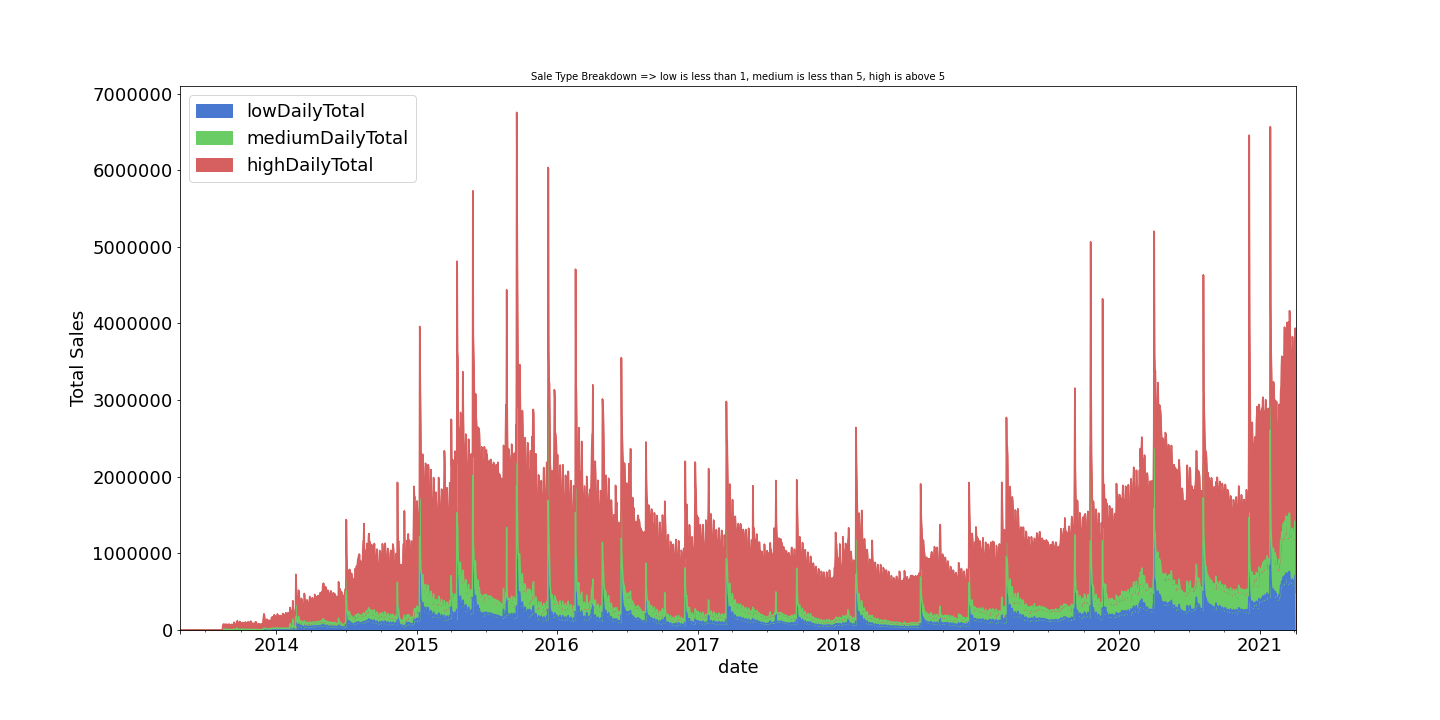 Sale Type Breakdown => low is less than 1, medium is less than 5, high is above 5
7000000
6000000
5000000
4000000
3000000
2000000
1000000
0
Total Sales
lowDailyTotal
mediumDailyTotal
highDailyTotal
2014 2015 2016 2017 2018 2019 2020 2021
date